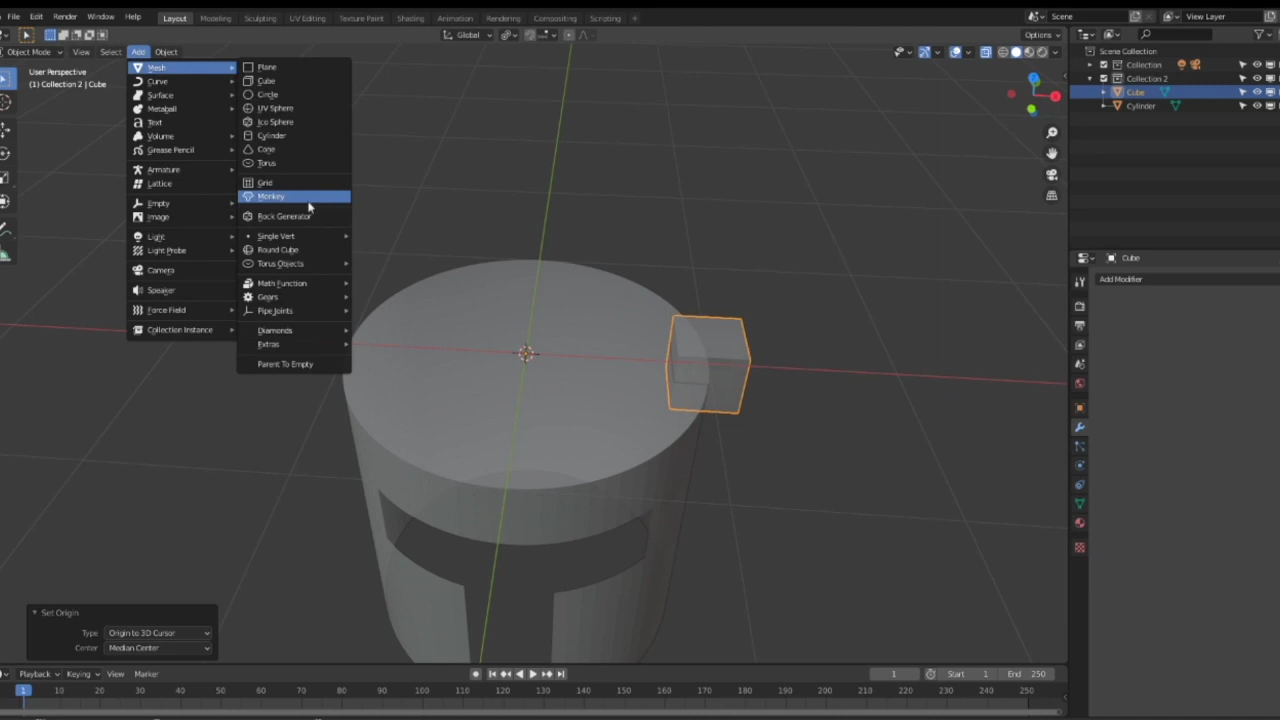 File Edit Render Window Help Layout Modeling Sculpting UV Editing Texture Paint Shading Animation Rendering Compositing Scripting + Scene View Layer
Global Options
Object Mode View Select Add Object
User Perspective
(1) Collection 2 | Cube
Mesh
Curve
Surface
Metaball
Text
Volume
Grease Pencil
Armature
Lattice
Empty
Image
Light
Light Probe
Camera
Speaker
Force Field
Collection Instance
Plane
Cube
Circle
UV Sphere
Ico Sphere
Cylinder
Cone
Torus
Grid
Monkey
Rock Generator
Single Vert
Round Cube
Torus Objects
Math Function
Gears
Pipe Joints
Diamonds
Extras
Parent To Empty
Scene Collection
Collection
Collection 2
Cube
Cylinder
Cube
Add Modifier
Set Origin
Type Origin to 3D Cursor
Center Median Center
Playback Keying View Marker 1 Start 1 End 250
1 10 20 30 40 50 60 70 80 90 100 110 120 130 140 150 160 170 180 190 200 210 220 230 240 250